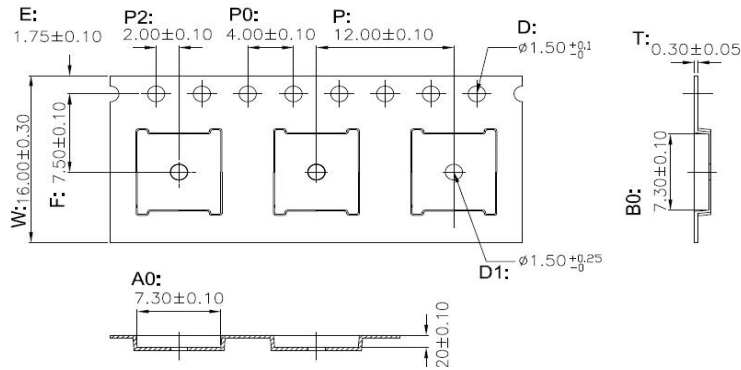 E:
1.75±0.10
P2:
2.00±0.10
P0:
4.00±0.10
P:
12.00±0.10
D:
ø1.50 +0.1 -0
T:
0.30±0.05
W: 16.00±0.30
F: 7.50±0.10
B0: 7.30±0.10
D1: ø1.50 +0.25 -0
A0:
7.30±0.10
20±0.10